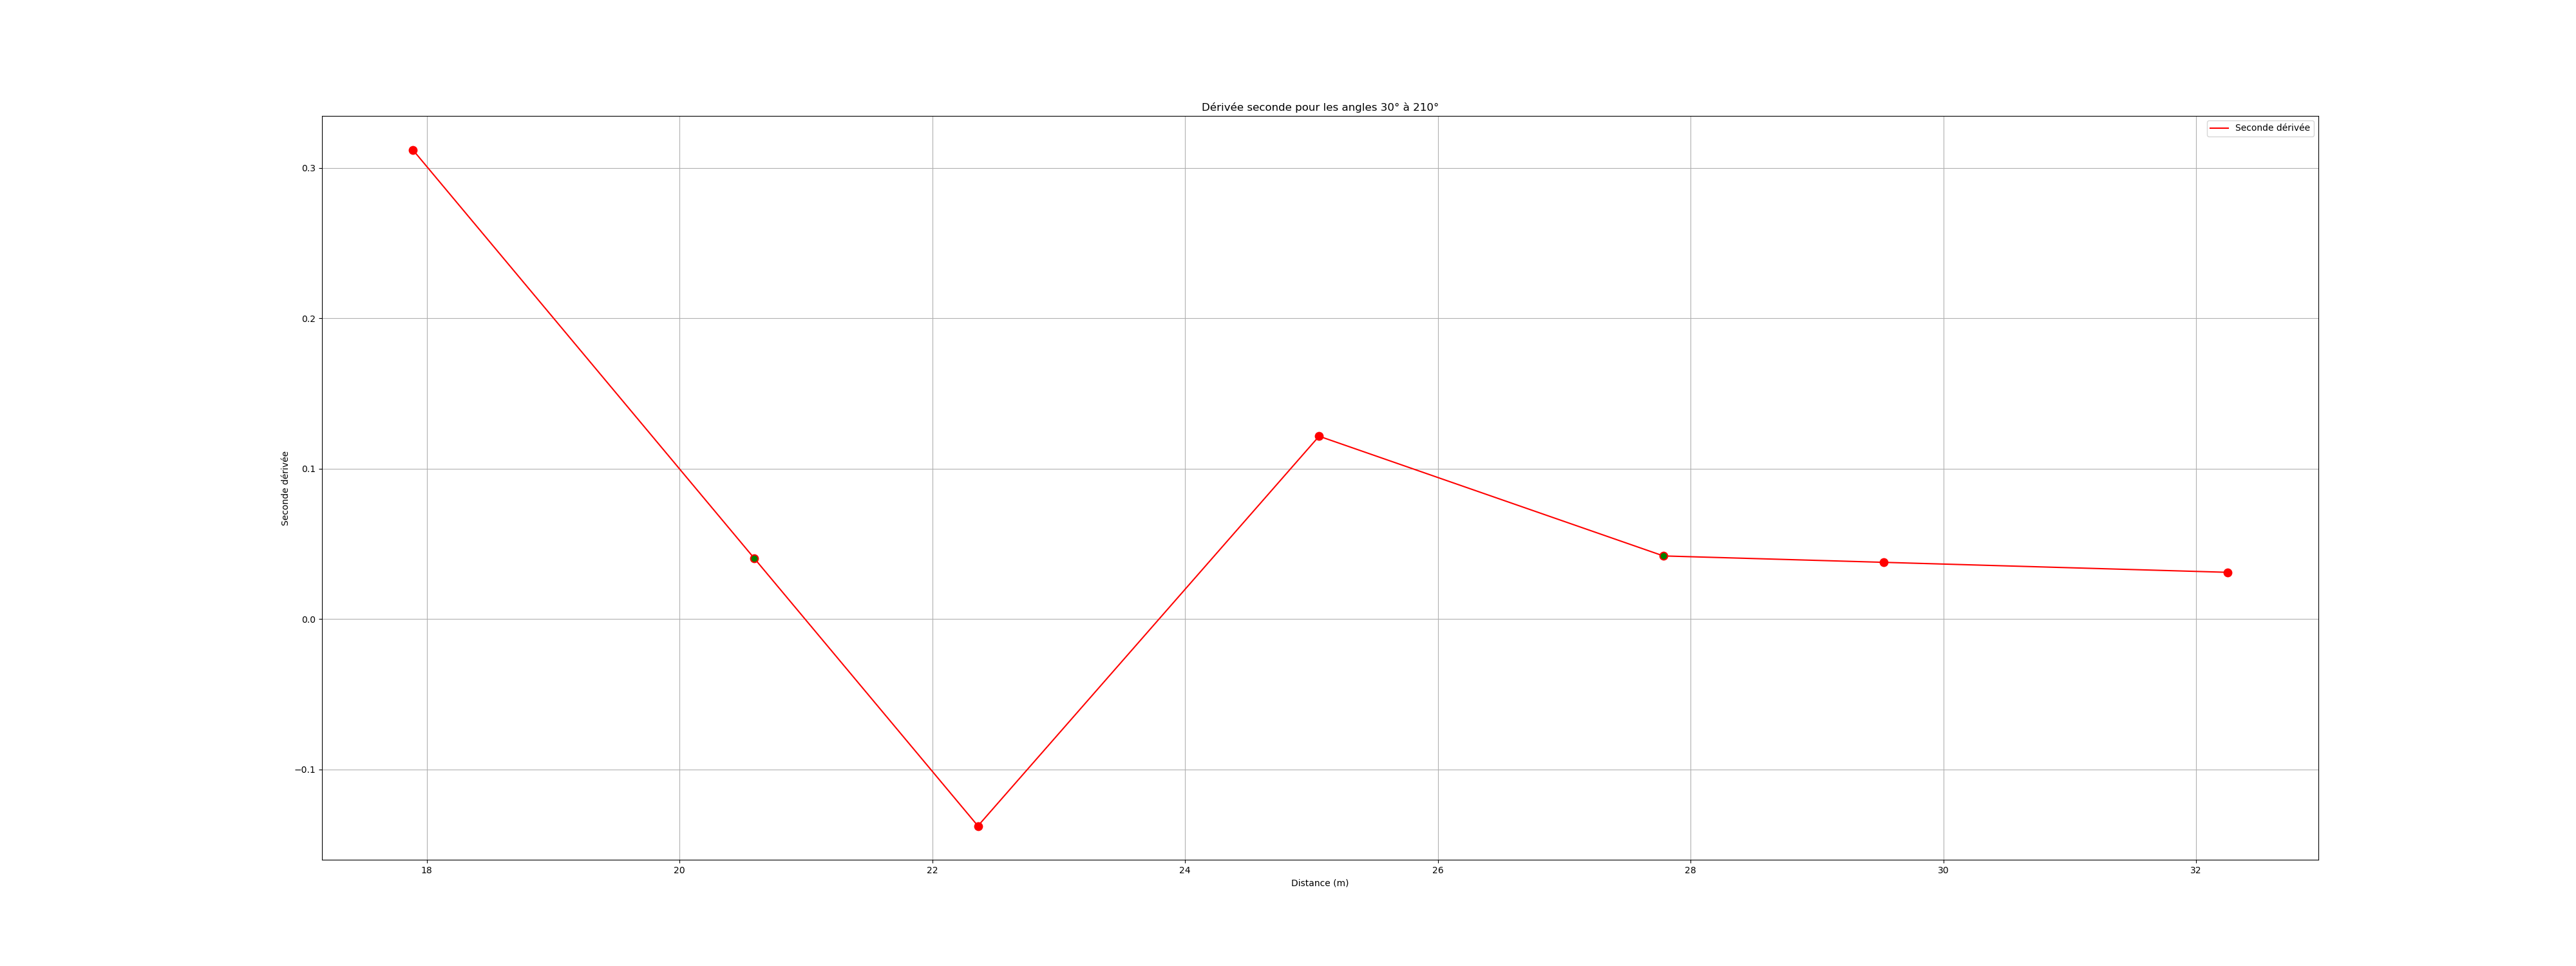 Dérivée seconde pour les angles 30° à 210°
Seconde dérivée
0.3
0.2
0.1
0.0
−0.1
Seconde dérivée
18 20 22 24 26 28 30 32
Distance (m)